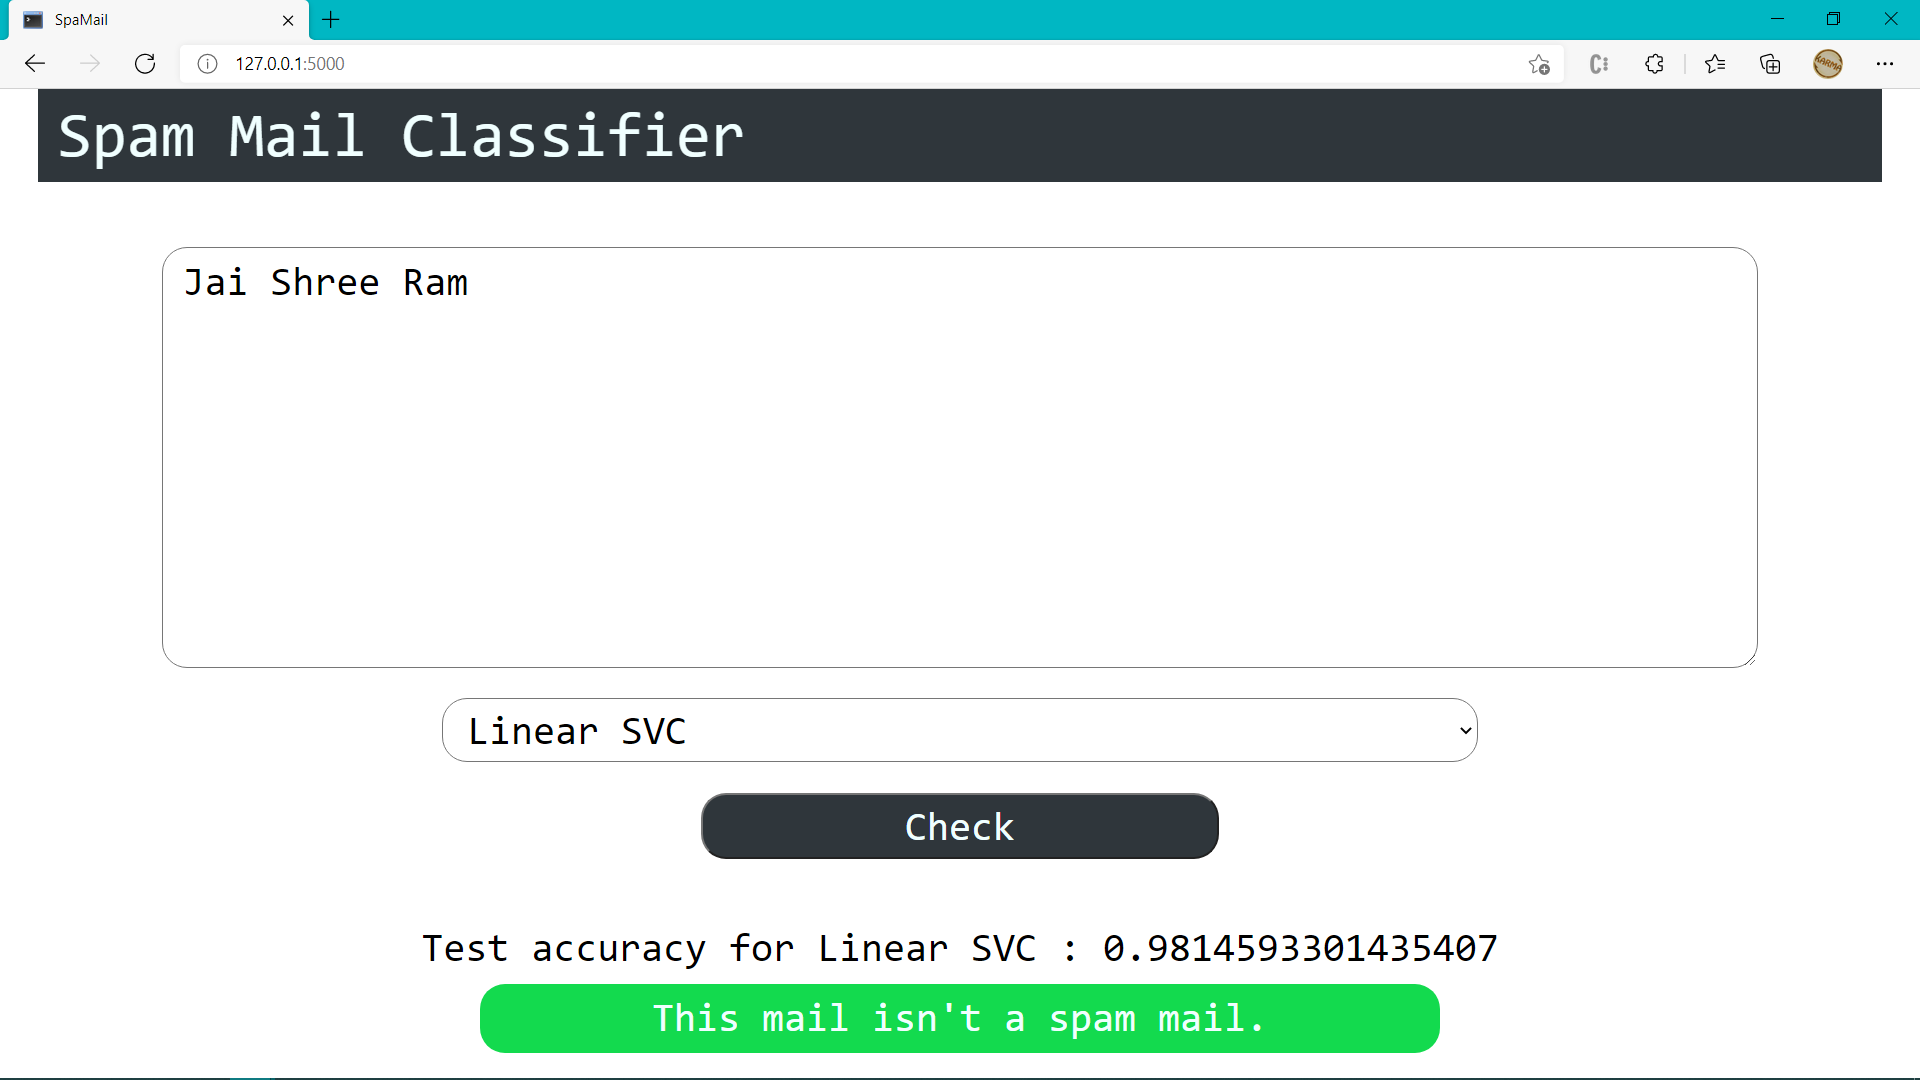 SpaMail
127.0.0.1:5000
Spam Mail Classifier
Jai Shree Ram
Linear SVC
Check
Test accuracy for Linear SVC : 0.9814593301435407
This mail isn't a spam mail.